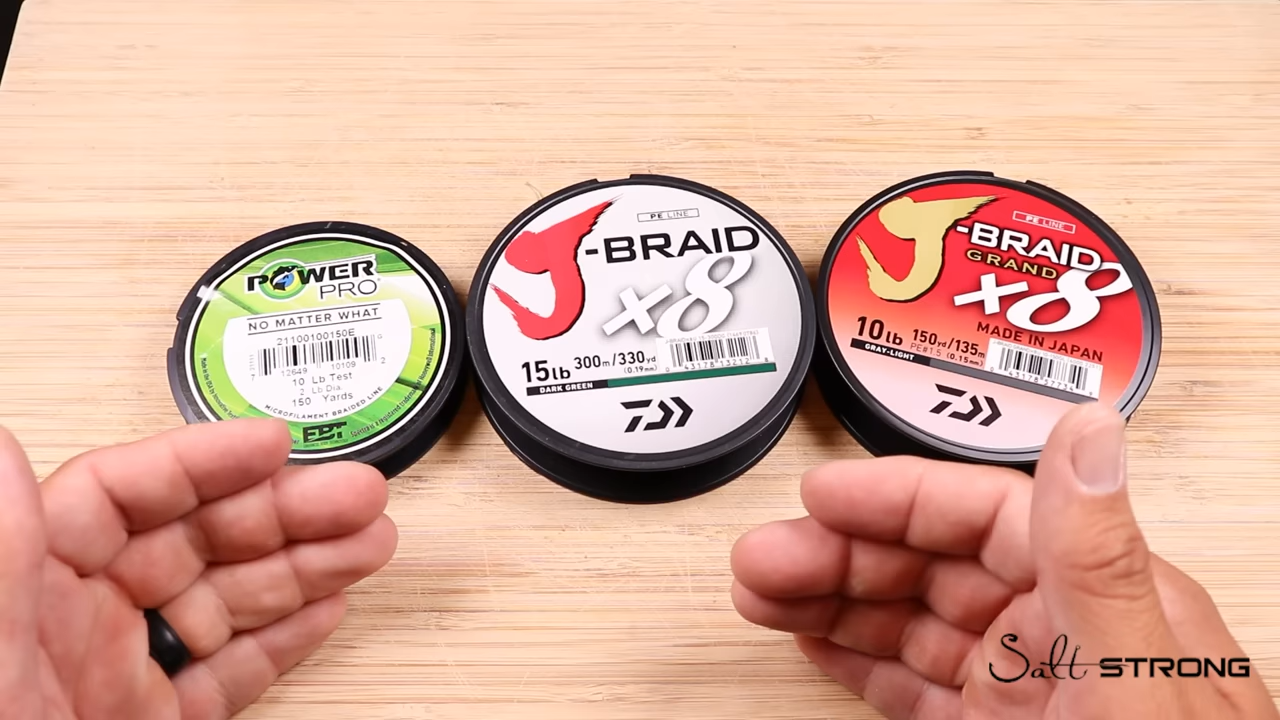 POWER
PRO
NO MATTER WHAT
21100100150E
10 Lb Test
2 Lb Dia.
150 Yards
MICROFILAMENT BRAIDED LINE
PE LINE
J-BRAID
x8
15lb 300m/330yd
(0.19mm)
DARK GREEN
PE LINE
J-BRAID
GRAND
x8
MADE IN JAPAN
10lb 150yd/135m
PE#1.5 (0.15mm)
GRAY-LIGHT
Salt STRONG